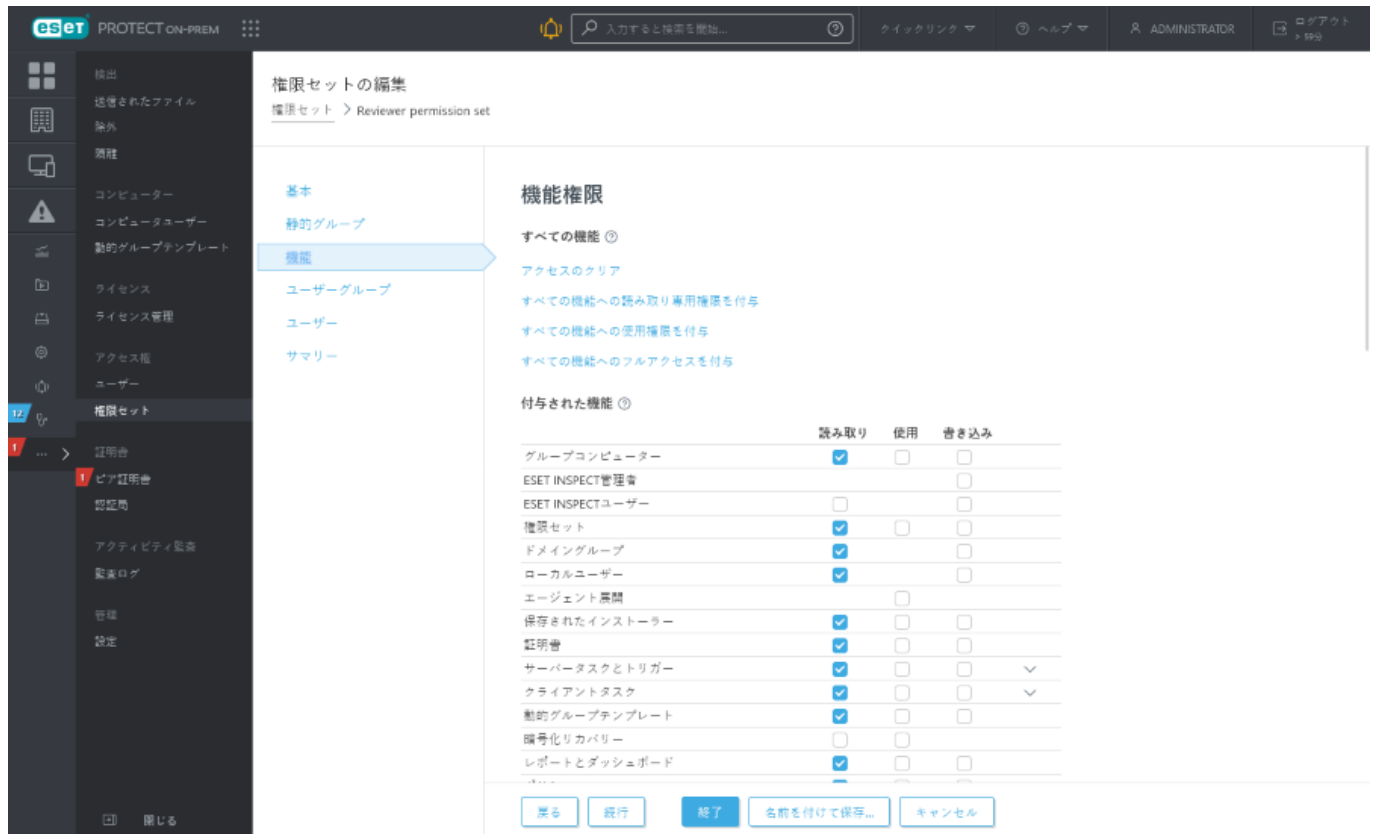 eset PROTECT ON-PREM
入力すると検索を開始...
クイックリンク
ヘルプ
ADMINISTRATOR
ログアウト
> 59分
検出
送信されたファイル
除外
隔離
コンピューター
コンピュータユーザー
動的グループテンプレート
ライセンス
ライセンス管理
アクセス権
ユーザー
12
権限セット
1
証明書
1 ピア証明書
認証局
アクティビティ監査
監査ログ
管理
設定
閉じる
権限セットの編集
権限セット > Reviewer permission set
基本
静的グループ
機能
ユーザーグループ
ユーザー
サマリー
機能権限
すべての機能
アクセスのクリア
すべての機能への読み取り専用権限を付与
すべての機能への使用権限を付与
すべての機能へのフルアクセスを付与
付与された機能
読み取り 使用 書き込み
グループコンピューター
ESET INSPECT管理者
ESET INSPECTユーザー
権限セット
ドメイングループ
ローカルユーザー
エージェント展開
保存されたインストーラー
証明書
サーバータスクとトリガー
クライアントタスク
動的グループテンプレート
暗号化リカバリー
レポートとダッシュボード
戻る 続行 終了 名前を付けて保存... キャンセル